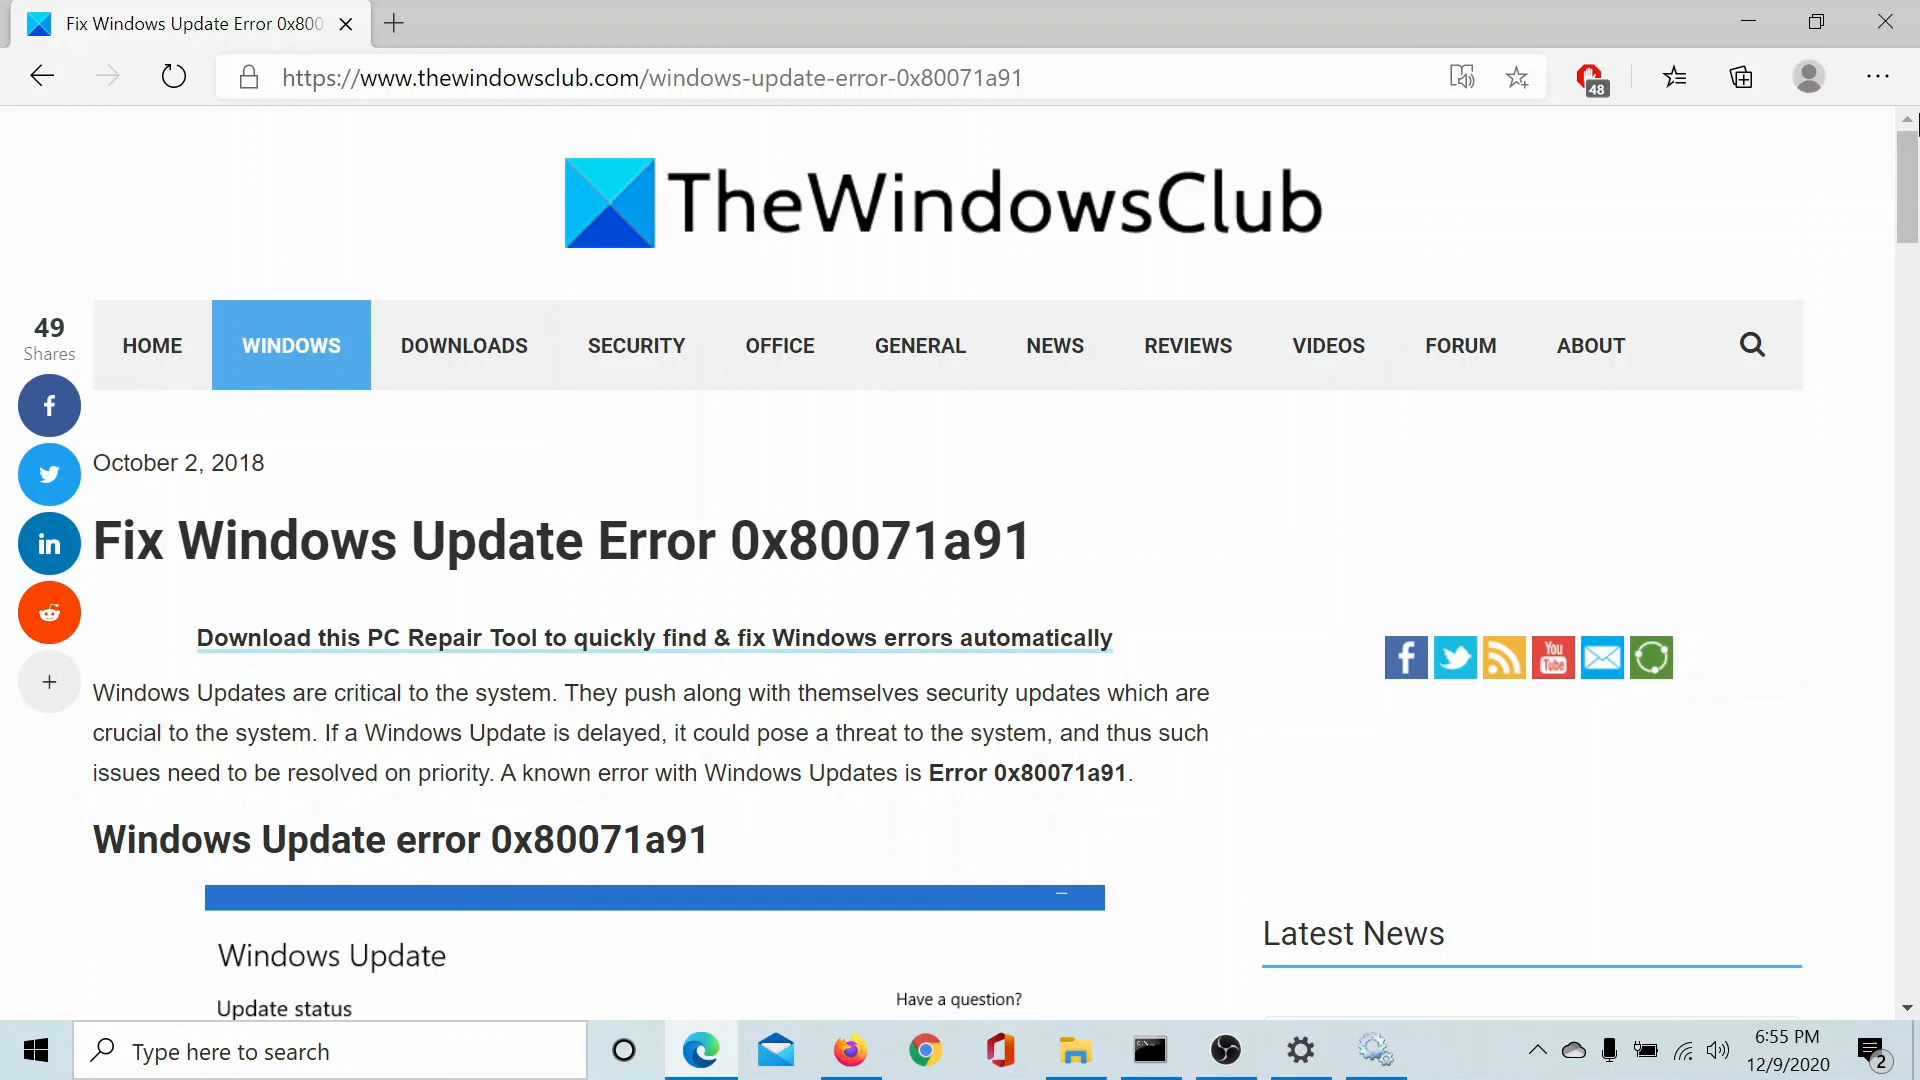 Fix Windows Update Error 0x800
https://www.thewindowsclub.com/windows-update-error-0x80071a91
48
TheWindowsClub
HOME WINDOWS DOWNLOADS SECURITY OFFICE GENERAL NEWS REVIEWS VIDEOS FORUM ABOUT
49
Shares
October 2, 2018
Fix Windows Update Error 0x80071a91
Download this PC Repair Tool to quickly find & fix Windows errors automatically
Windows Updates are critical to the system. They push along with themselves security updates which are
crucial to the system. If a Windows Update is delayed, it could pose a threat to the system, and thus such
issues need to be resolved on priority. A known error with Windows Updates is Error 0x80071a91.
You
Tube
Windows Update error 0x80071a91
Windows Update
Update status
Have a question?
Latest News
Type here to search
6:55 PM
12/9/2020
2